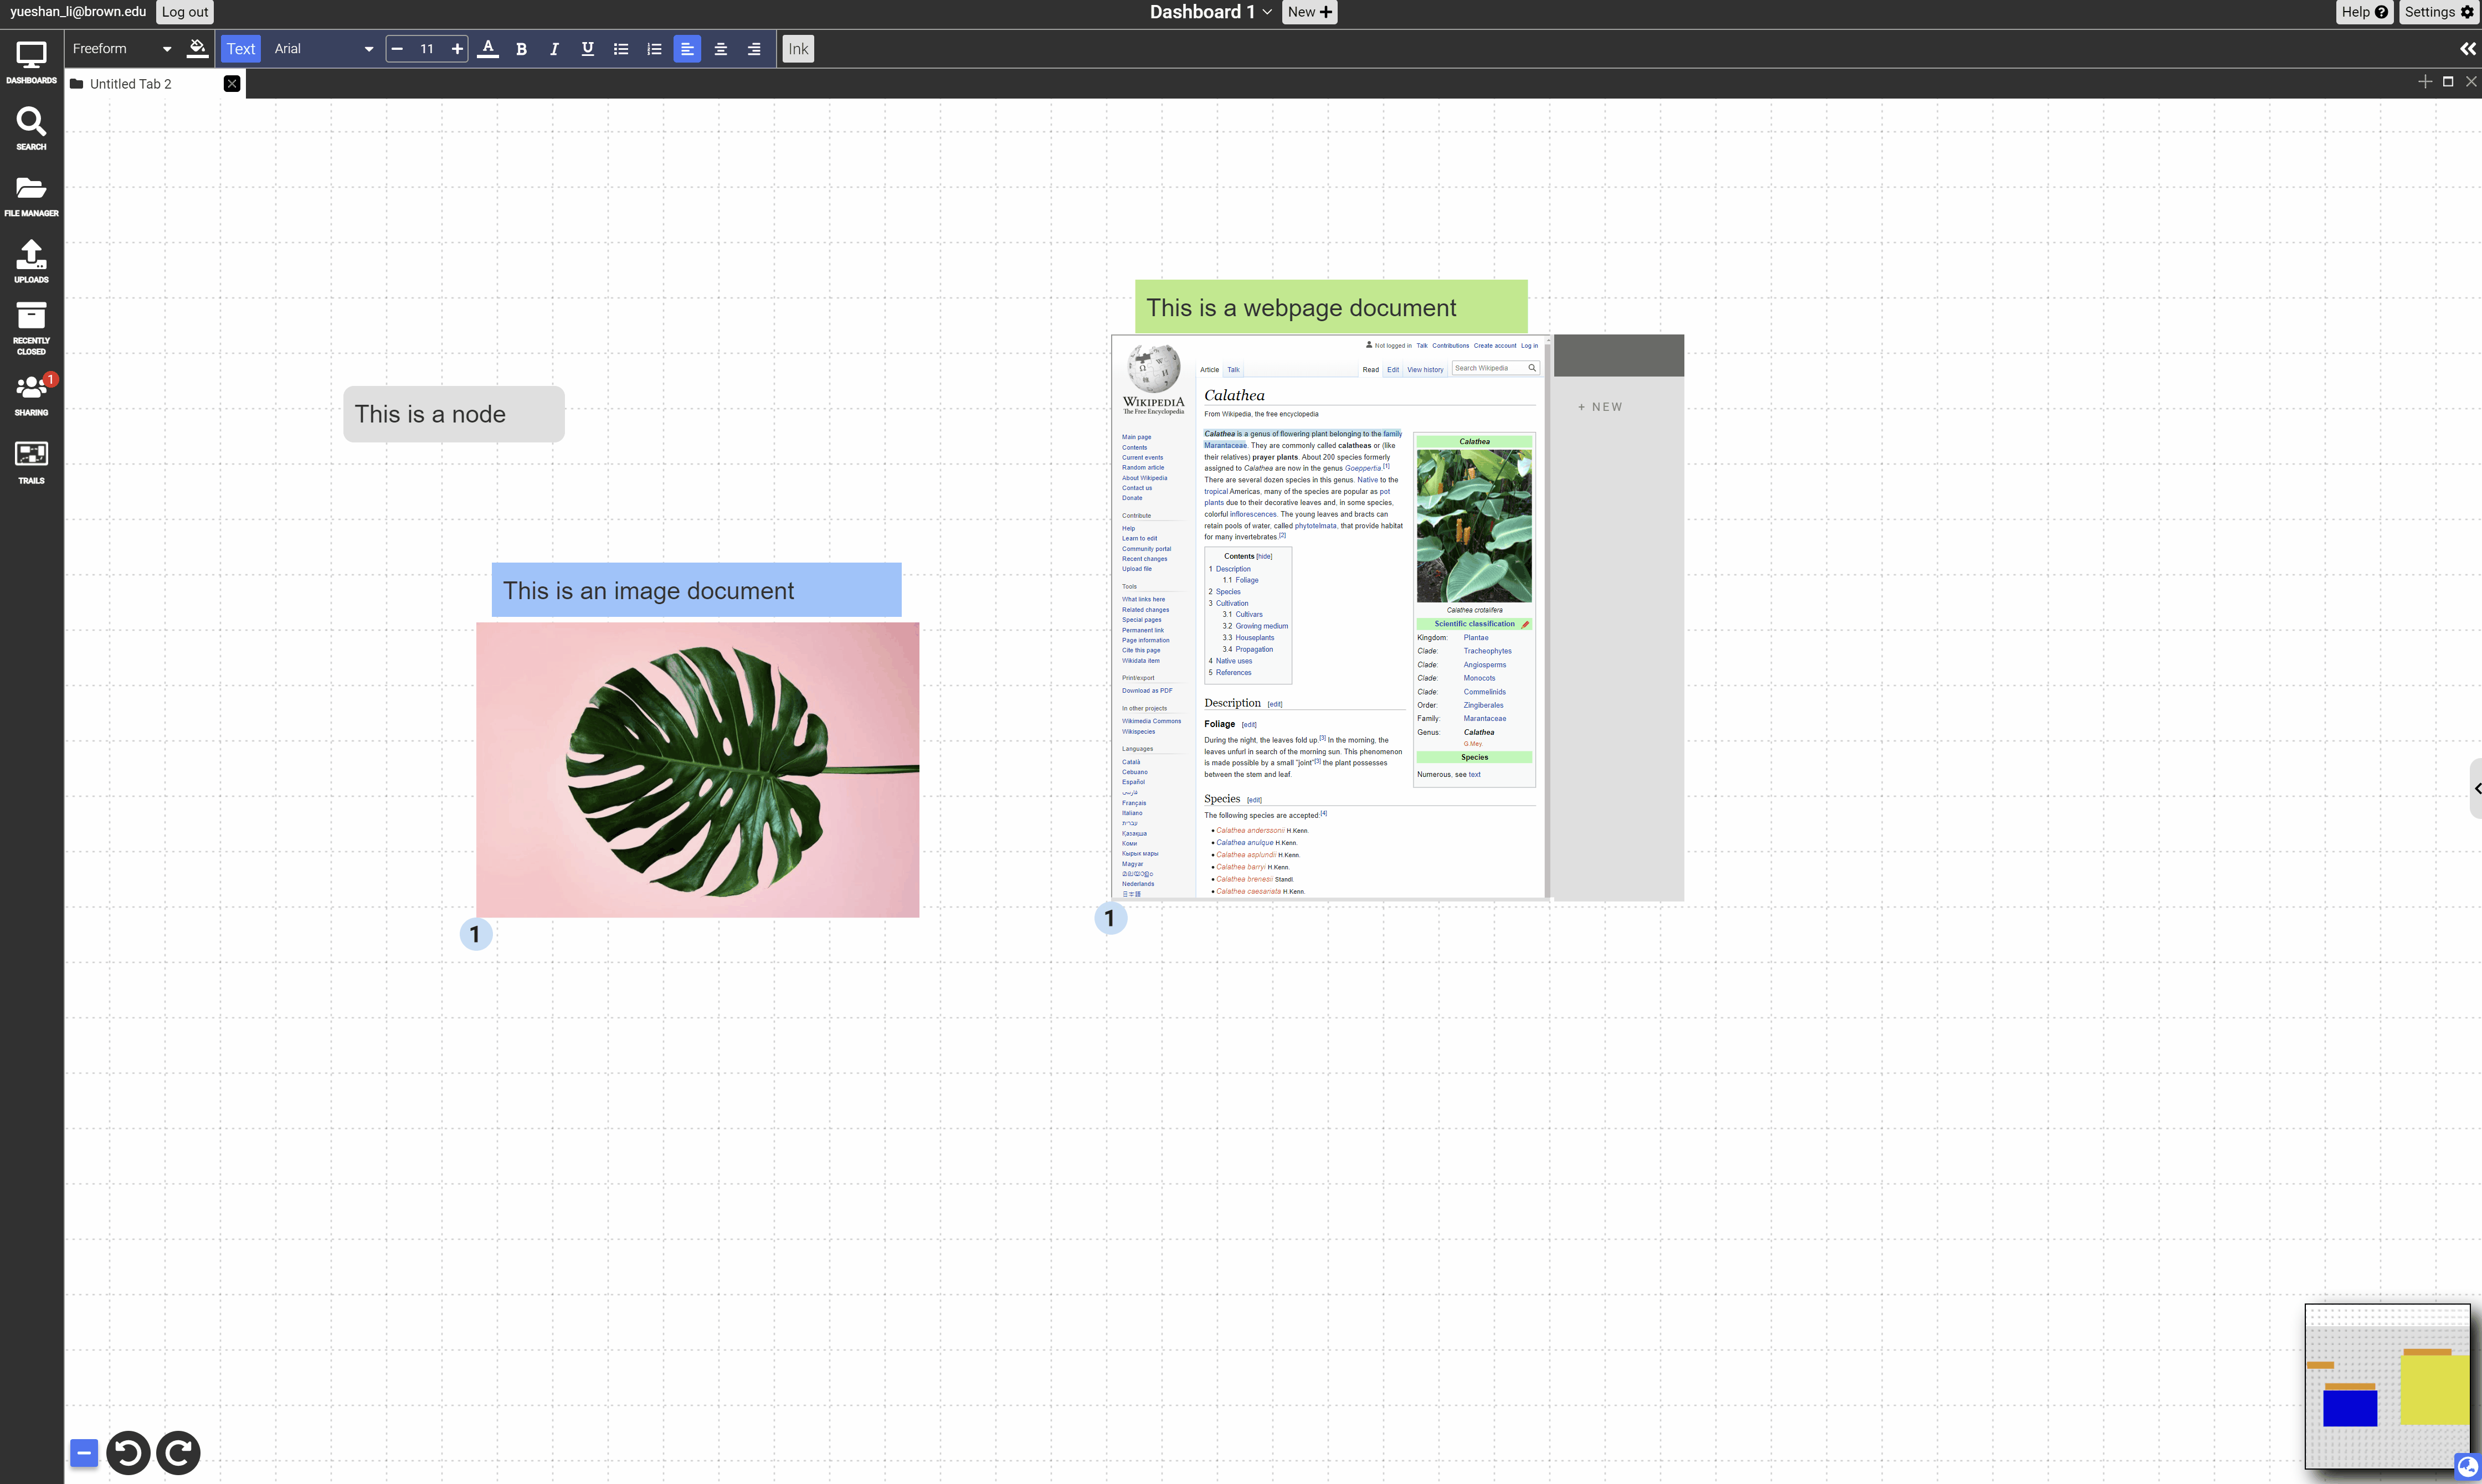 yueshan_li@brown.edu Log out Dashboard 1 New Help Settings
Freeform Text Arial 11 A B I U Ink
DASHBOARDS
Untitled Tab 2
SEARCH
FILE MANAGER
UPLOADS
RECENTLY
CLOSED
1
SHARING
TRAILS
This is a node
This is an image document
1
This is a webpage document
WIKIPEDIA
The Free Encyclopedia
Main page
Contents
Current events
Random article
About Wikipedia
Contact us
Donate
Contribute
Help
Learn to edit
Community portal
Recent changes
Upload file
Tools
What links here
Related changes
Special pages
Permanent link
Page information
Cite this page
Wikidata item
Print/export
Download as PDF
In other projects
Wikimedia Commons
Wikispecies
Languages
Català
Cebuano
Español
فارسی
Français
Italiano
עברית
Қазақша
Коми
Кырык мары
Magyar
മലയാളം
Nederlands
日本語
Not logged in Talk Contributions Create account Log in
Article Talk Read Edit View history Search Wikipedia
Calathea
From Wikipedia, the free encyclopedia
Calathea is a genus of flowering plant belonging to the family
Marantaceae. They are commonly called calatheas or (like
their relatives) prayer plants. About 200 species formerly
assigned to Calathea are now in the genus Goeppertia.[1]
There are several dozen species in this genus. Native to the
tropical Americas, many of the species are popular as pot
plants due to their decorative leaves and, in some species,
colorful inflorescences. The young leaves and bracts can
retain pools of water, called phytotelmata, that provide habitat
for many invertebrates.[2]
Contents [hide]
1 Description
1.1 Foliage
2 Species
3 Cultivation
3.1 Cultivars
3.2 Growing medium
3.3 Houseplants
3.4 Propagation
4 Native uses
5 References
Description [edit]
Foliage [edit]
During the night, the leaves fold up.[3] In the morning, the
leaves unfurl in search of the morning sun. This phenomenon
is made possible by a small "joint"[3] the plant possesses
between the stem and leaf.
Species [edit]
The following species are accepted:[4]
• Calathea anderssonii H.Kenn.
• Calathea anulque H.Kenn.
• Calathea asplundii H.Kenn.
• Calathea barryi H.Kenn.
• Calathea brenesii Standl.
• Calathea caesariata H.Kenn.
Calathea
Calathea crotalifera
Scientific classification
Kingdom: Plantae
Clade: Tracheophytes
Clade: Angiosperms
Clade: Monocots
Clade: Commelinids
Order: Zingiberales
Family: Marantaceae
Genus: Calathea
G.Mey.
Species
Numerous, see text
+ NEW
1